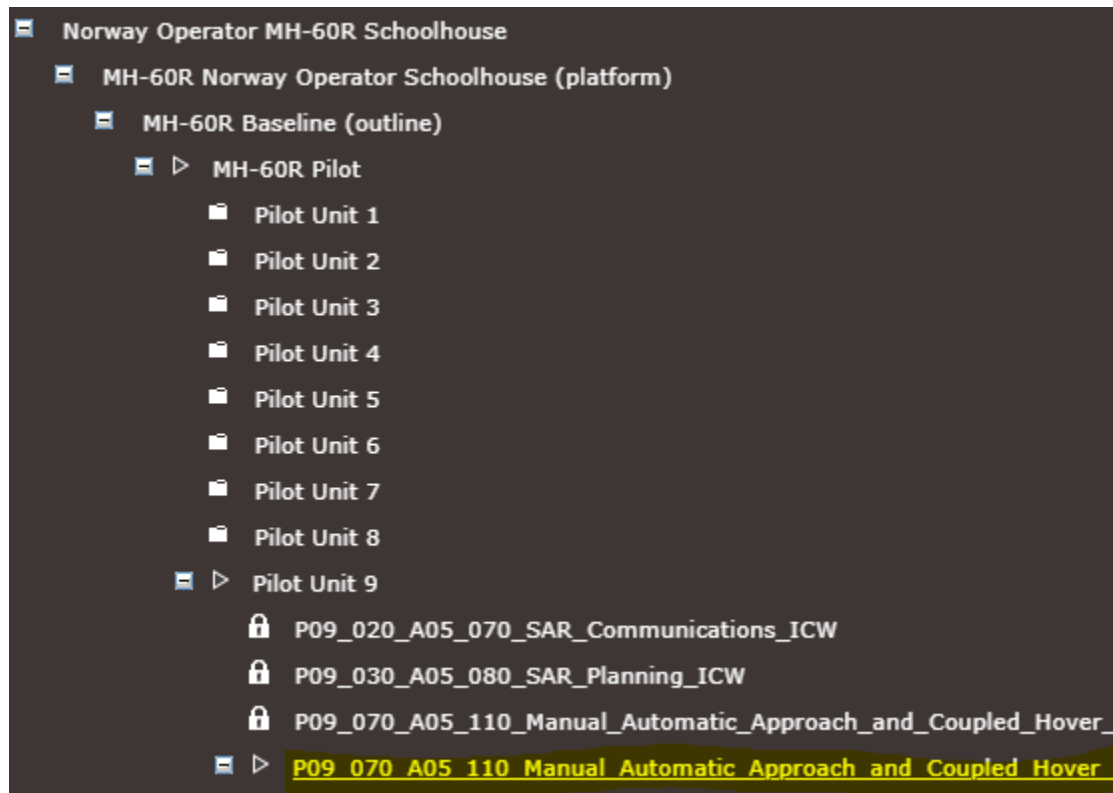 Norway Operator MH-60R Schoolhouse
MH-60R Norway Operator Schoolhouse (platform)
MH-60R Baseline (outline)
MH-60R Pilot
Pilot Unit 1
Pilot Unit 2
Pilot Unit 3
Pilot Unit 4
Pilot Unit 5
Pilot Unit 6
Pilot Unit 7
Pilot Unit 8
Pilot Unit 9
P09_020_A05_070_SAR_Communications_ICW
P09_030_A05_080_SAR_Planning_ICW
P09_070_A05_110_Manual_Automatic_Approach_and_Coupled_Hover_
P09_070_A05_110_Manual_Automatic_Approach_and_Coupled_Hover_